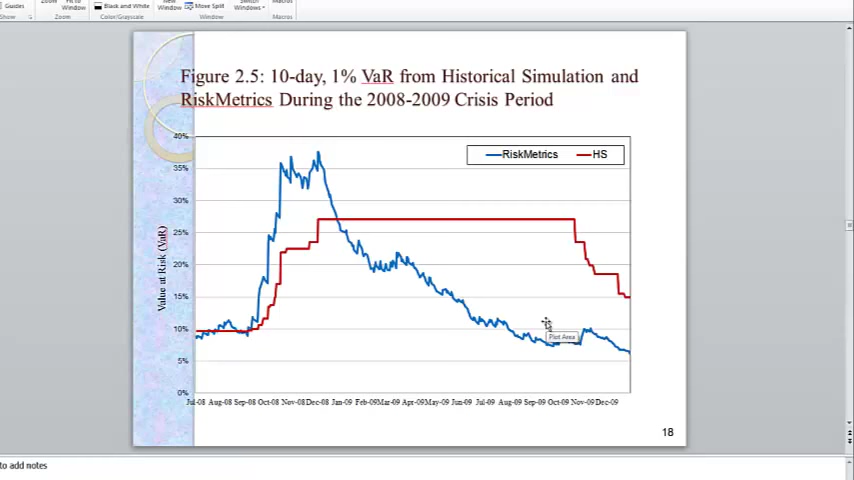 Guides
Zoom
Fit to
Window
Black and White
New
Window
Move Split
Switch
Windows
Macros
Show
Zoom
Color/Grayscale
Window
Macros
Figure 2.5: 10-day, 1% VaR from Historical Simulation and
RiskMetrics During the 2008-2009 Crisis Period
40%
RiskMetrics HS
35%
30%
25%
20%
15%
10%
5%
0%
Value at Risk (VaR)
Plot Area
Jul-08 Aug-08 Sep-08 Oct-08 Nov-08 Dec-08 Jan-09 Feb-09 Mar-09 Apr-09 May-09 Jun-09 Jul-09 Aug-09 Sep-09 Oct-09 Nov-09 Dec-09
18
to add notes